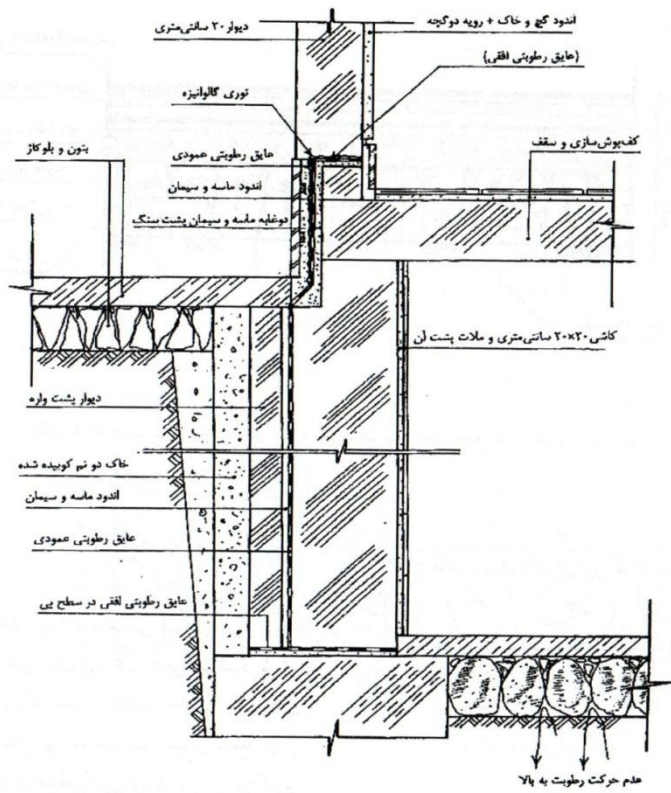 اندود گچ و خاک + رویه دوگچه
دیوار ۲۰ سانتی‌متری
(عایق رطوبتی افقی)
توری گالوانیزه
کف‌پوش‌سازی و سقف
بتون و بلوکاژ
عایق رطوبتی عمودی
اندود ماسه و سیمان
دوغابه ماسه و سیمان پشت سنگ
کاشی ۲۰×۲۰ سانتی‌متری و ملات پشت آن
دیوار پشت واره
خاک دو نم کوبیده شده
اندود ماسه و سیمان
عایق رطوبتی عمودی
عایق رطوبتی افقی در سطح پی
عدم حرکت رطوبت به بالا